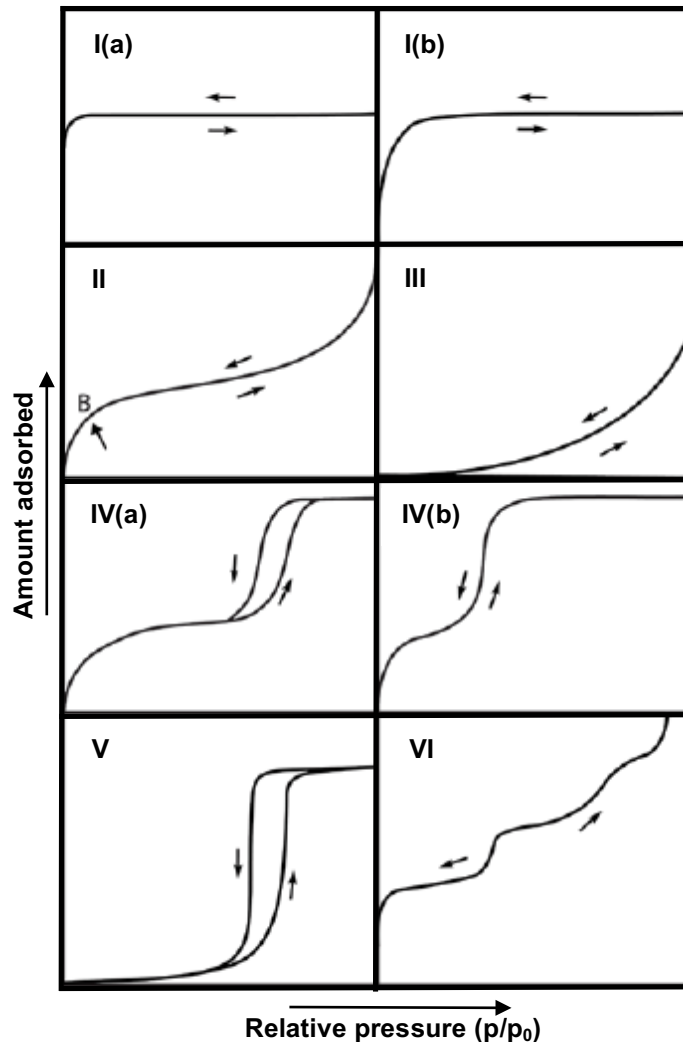 I(a)
I(b)
II
III
B
IV(a)
IV(b)
V
VI
Amount adsorbed
Relative pressure (p/p₀)